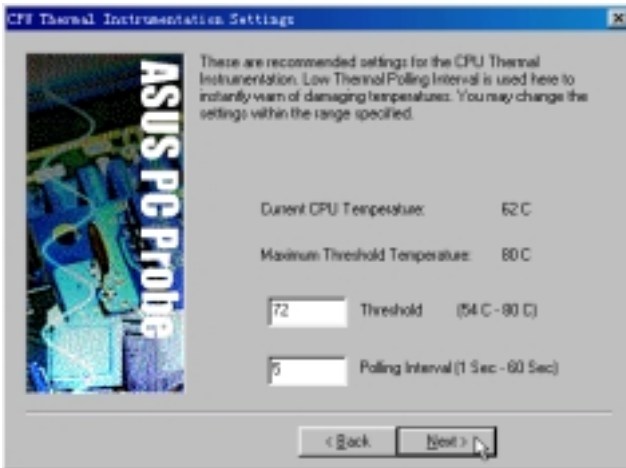 CPU Thermal Instrumentation Settings
ASUS PC Probe
These are recommended settings for the CPU Thermal
Instrumentation. Low Thermal Polling Interval is used here to
instantly warn of damaging temperatures. You may change the
settings within the range specified.
Current CPU Temperature: 62 C
Maximum Threshold Temperature: 80 C
72 Threshold (54 C - 80 C)
5 Polling Interval (1 Sec - 60 Sec)
< Back Next >